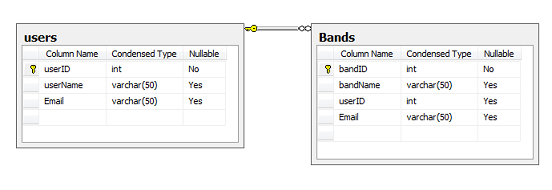 users
Column Name Condensed Type Nullable
userID int No
userName varchar(50) Yes
Email varchar(50) Yes
Bands
Column Name Condensed Type Nullable
bandID int No
bandName varchar(50) Yes
userID int Yes
Email varchar(50) Yes